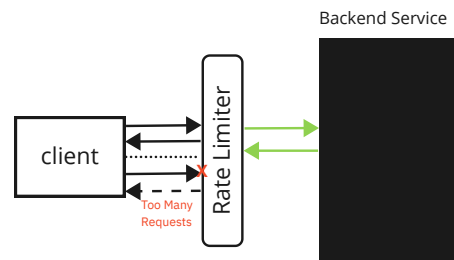 Backend Service
client
Rate Limiter
x
Too Many
Requests